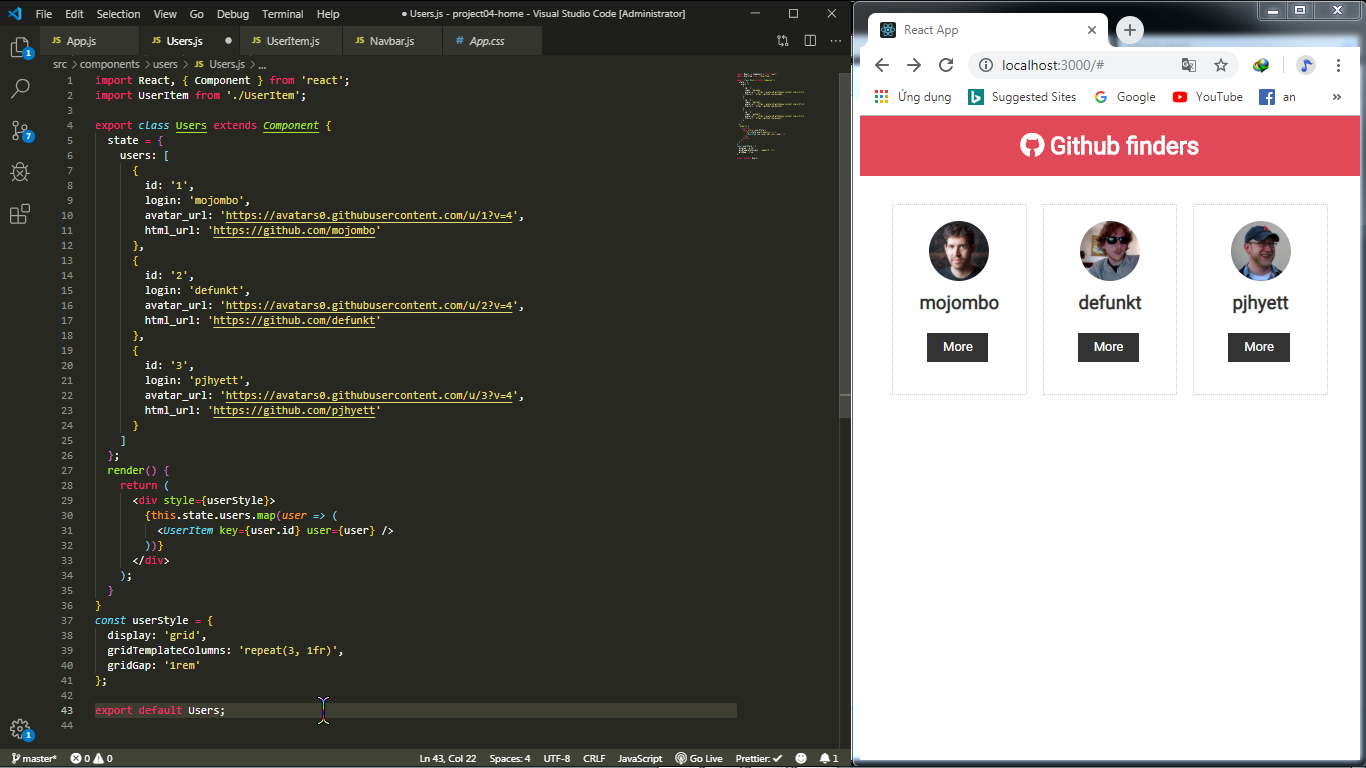 File Edit Selection View Go Debug Terminal Help ● Users.js - project04-home - Visual Studio Code [Administrator]
JS App.js JS Users.js ● JS UserItem.js JS Navbar.js # App.css ···
src > components > users > JS Users.js > ...
1 import React, { Component } from 'react';
2 import UserItem from './UserItem';
3
4 export class Users extends Component {
5 state = {
6 users: [
7 {
8 id: '1',
9 login: 'mojombo',
10 avatar_url: 'https://avatars0.githubusercontent.com/u/1?v=4',
11 html_url: 'https://github.com/mojombo'
12 },
13 {
14 id: '2',
15 login: 'defunkt',
16 avatar_url: 'https://avatars0.githubusercontent.com/u/2?v=4',
17 html_url: 'https://github.com/defunkt'
18 },
19 {
20 id: '3',
21 login: 'pjhyett',
22 avatar_url: 'https://avatars0.githubusercontent.com/u/3?v=4',
23 html_url: 'https://github.com/pjhyett'
24 }
25 ]
26 };
27 render() {
28 return (
29 <div style={userStyle}>
30 {this.state.users.map(user => (
31 <UserItem key={user.id} user={user} />
32 ))}
33 </div>
34 );
35 }
36 }
37 const userStyle = {
38 display: 'grid',
39 gridTemplateColumns: 'repeat(3, 1fr)',
40 gridGap: '1rem'
41 };
42
43 export default Users;
44
1
7
1
master* 0 0 Ln 43, Col 22 Spaces: 4 UTF-8 CRLF JavaScript Go Live Prettier: ✓ 1
React App
localhost:3000/#
Ứng dụng Suggested Sites Google YouTube an »
Github finders
mojombo defunkt pjhyett
More More More